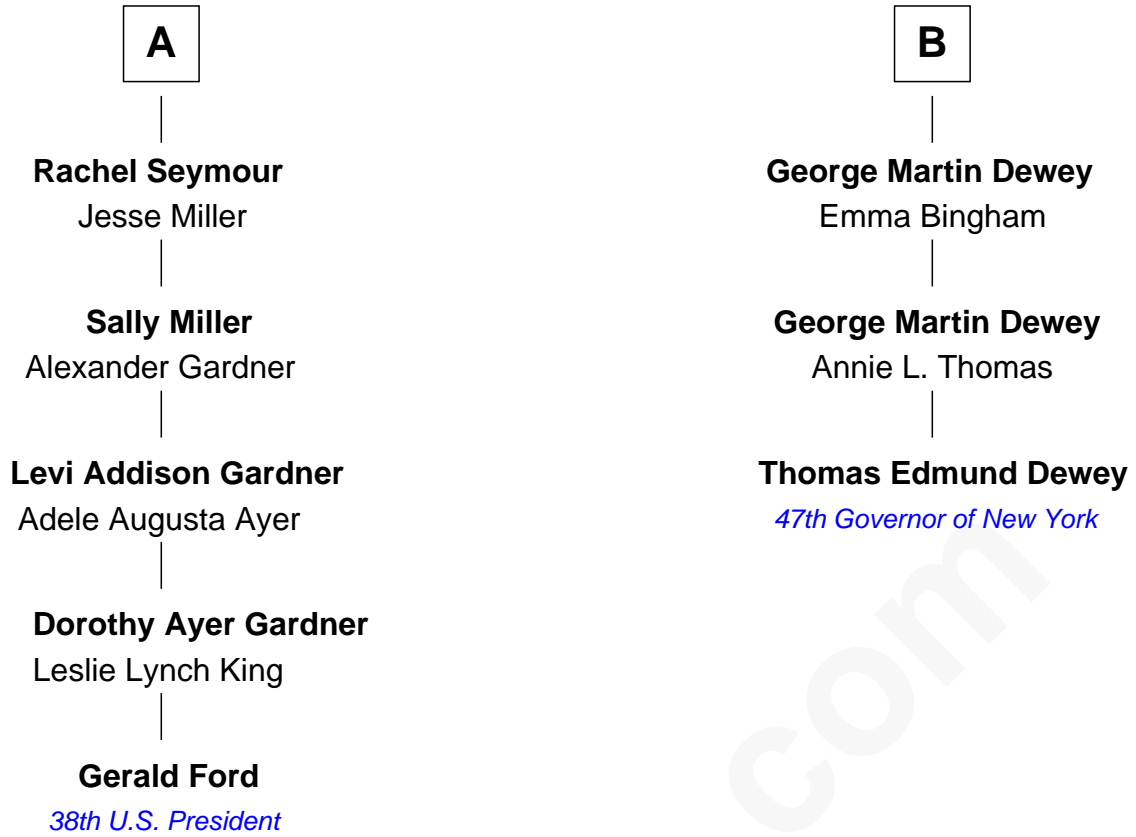 A
Rachel Seymour
Jesse Miller
Sally Miller
Alexander Gardner
Levi Addison Gardner
Adele Augusta Ayer
Dorothy Ayer Gardner
Leslie Lynch King
Gerald Ford
38th U.S. President
B
George Martin Dewey
Emma Bingham
George Martin Dewey
Annie L. Thomas
Thomas Edmund Dewey
47th Governor of New York
com